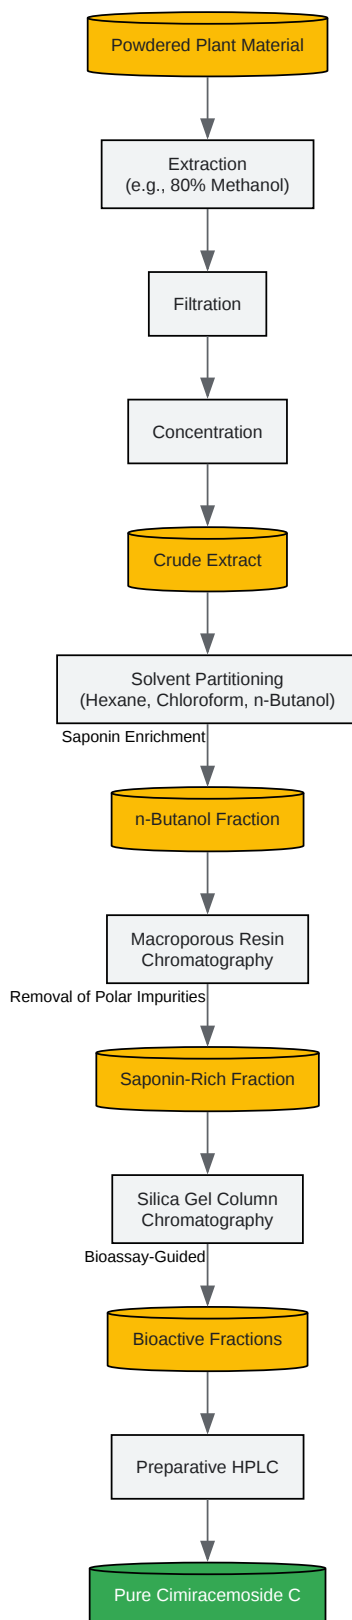 Powdered Plant Material
Extraction
(e.g., 80% Methanol)
Filtration
Concentration
Crude Extract
Solvent Partitioning
(Hexane, Chloroform, n-Butanol)
Saponin Enrichment
n-Butanol Fraction
Macroporous Resin
Chromatography
Removal of Polar Impurities
Saponin-Rich Fraction
Silica Gel Column
Chromatography
Bioassay-Guided
Bioactive Fractions
Preparative HPLC
Pure Cimiracemoside C